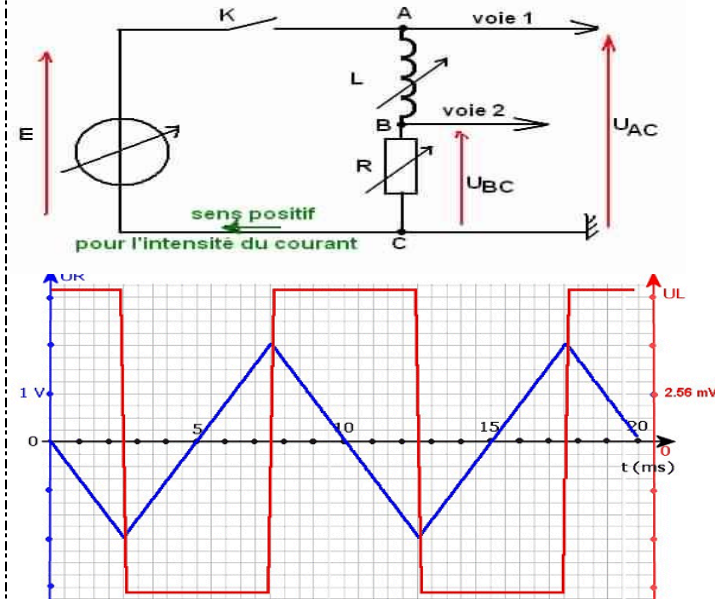 K
A
voie 1
L
B
voie 2
E
R
UAC
UBC
sens positif
pour l'intensité du courant
C
UR
UL
1 V
2.56 mV
5
10
15
20
0
0
t (ms)